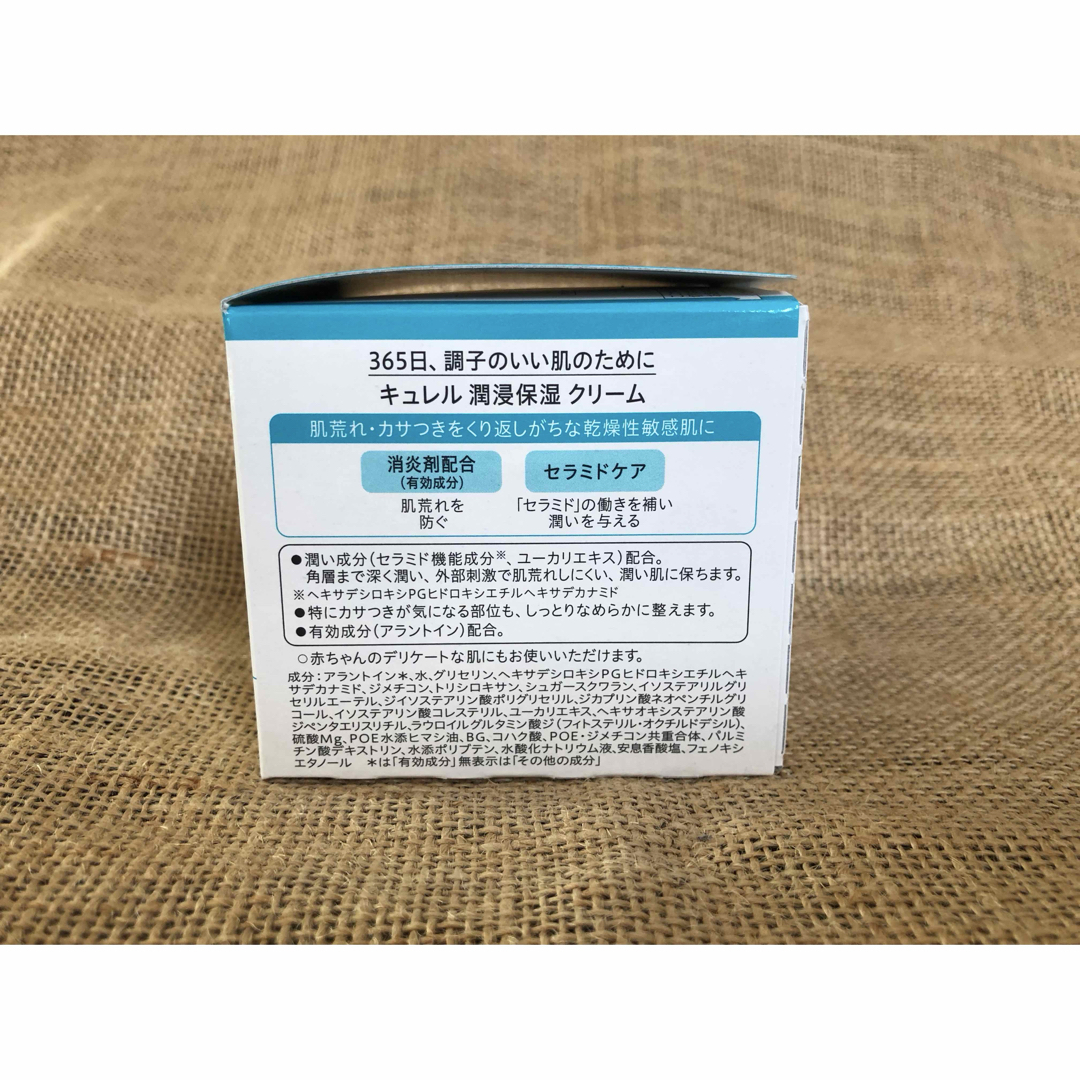 365日、調子のいい肌のために
キュレル 潤浸保湿 クリーム
肌荒れ・カサつきをくり返しがちな乾燥性敏感肌に
消炎剤配合
(有効成分)
セラミドケア
肌荒れを
防ぐ
「セラミド」の働きを補い
潤いを与える
●潤い成分(セラミド機能成分※、ユーカリエキス)配合。
角層まで深く潤い、外部刺激で肌荒れしにくい、潤い肌に保ちます。
※ヘキサデシロキシPGヒドロキシエチルヘキサデカナミド
●特にカサつきが気になる部位も、しっとりなめらかに整えます。
●有効成分(アラントイン)配合。
○赤ちゃんのデリケートな肌にもお使いいただけます。
成分：アラントイン＊、水、グリセリン、ヘキサデシロキシPGヒドロキシエチルヘキ
サデカナミド、ジメチコン、トリシロキサン、シュガースクワラン、イソステアリルグリ
セリルエーテル、ジイソステアリン酸ポリグリセリル、ジカプリン酸ネオペンチルグリ
コール、イソステアリン酸コレステリル、ユーカリエキス、ヘキサオキシステアリン酸
ジペンタエリスリチル、ラウロイルグルタミン酸ジ(フィトステリル・オクチルドデシル)、
硫酸Mg、POE水添ヒマシ油、BG、コハク酸、POE・ジメチコン共重合体、パルミ
チン酸デキストリン、水添ポリブテン、水酸化ナトリウム液、安息香酸塩、フェノキシ
エタノール　＊は「有効成分」無表示は「その他の成分」